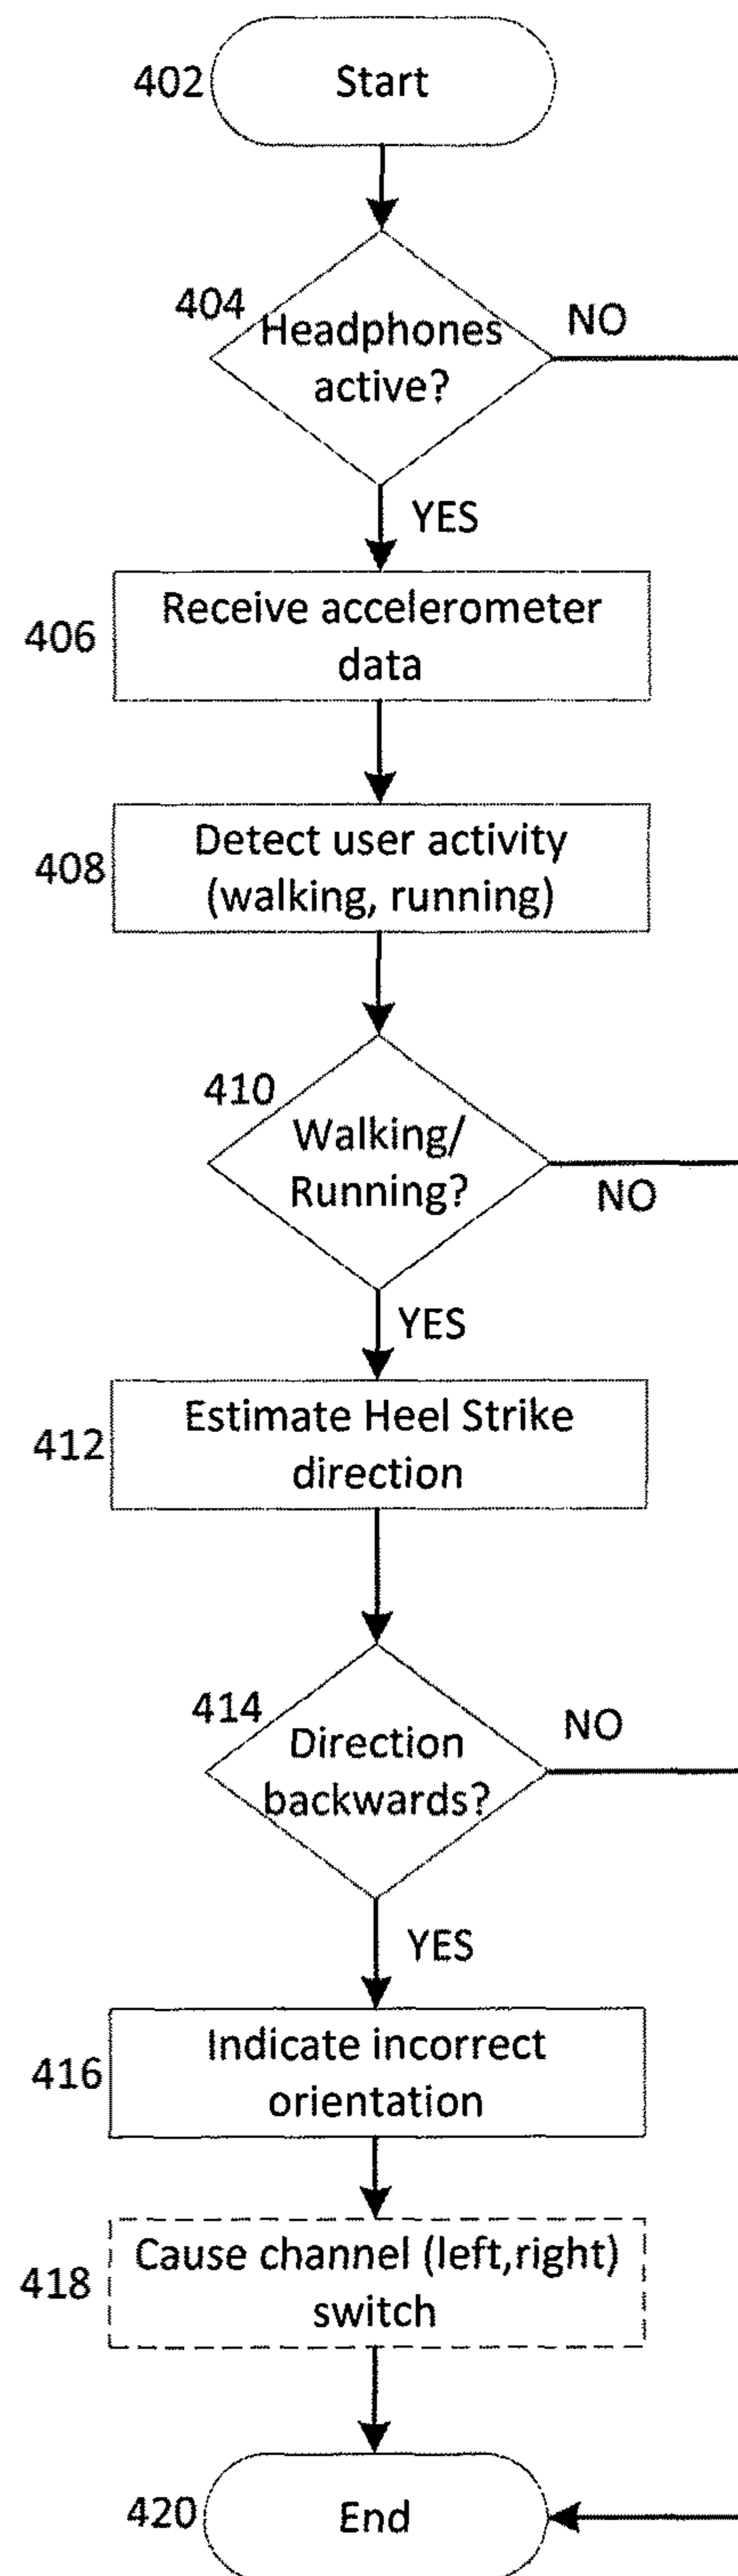 402
Start
404
Headphones
active?
NO
YES
406
Receive accelerometer
data
408
Detect user activity
(walking, running)
410
Walking/
Running?
NO
YES
412
Estimate Heel Strike
direction
414
Direction
backwards?
NO
YES
416
Indicate incorrect
orientation
418
Cause channel (left,right)
switch
420
End